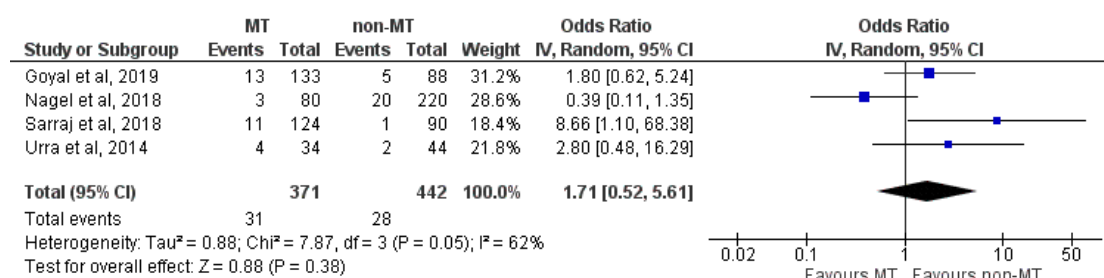 MT non-MT Odds Ratio Odds Ratio
Study or Subgroup Events Total Events Total Weight IV, Random, 95% CI IV, Random, 95% CI
Goyal et al, 2019 13 133 5 88 31.2% 1.80 [0.62, 5.24]
Nagel et al, 2018 3 80 20 220 28.6% 0.39 [0.11, 1.35]
Sarraj et al, 2018 11 124 1 90 18.4% 8.66 [1.10, 68.38]
Urra et al, 2014 4 34 2 44 21.8% 2.80 [0.48, 16.29]
Total (95% CI) 371 442 100.0% 1.71 [0.52, 5.61]
Total events 31 28
Heterogeneity: Tau² = 0.88; Chi² = 7.87, df = 3 (P = 0.05); I² = 62%
Test for overall effect: Z = 0.88 (P = 0.38)
0.02 0.1 1 10 50
Favours MT Favours non-MT